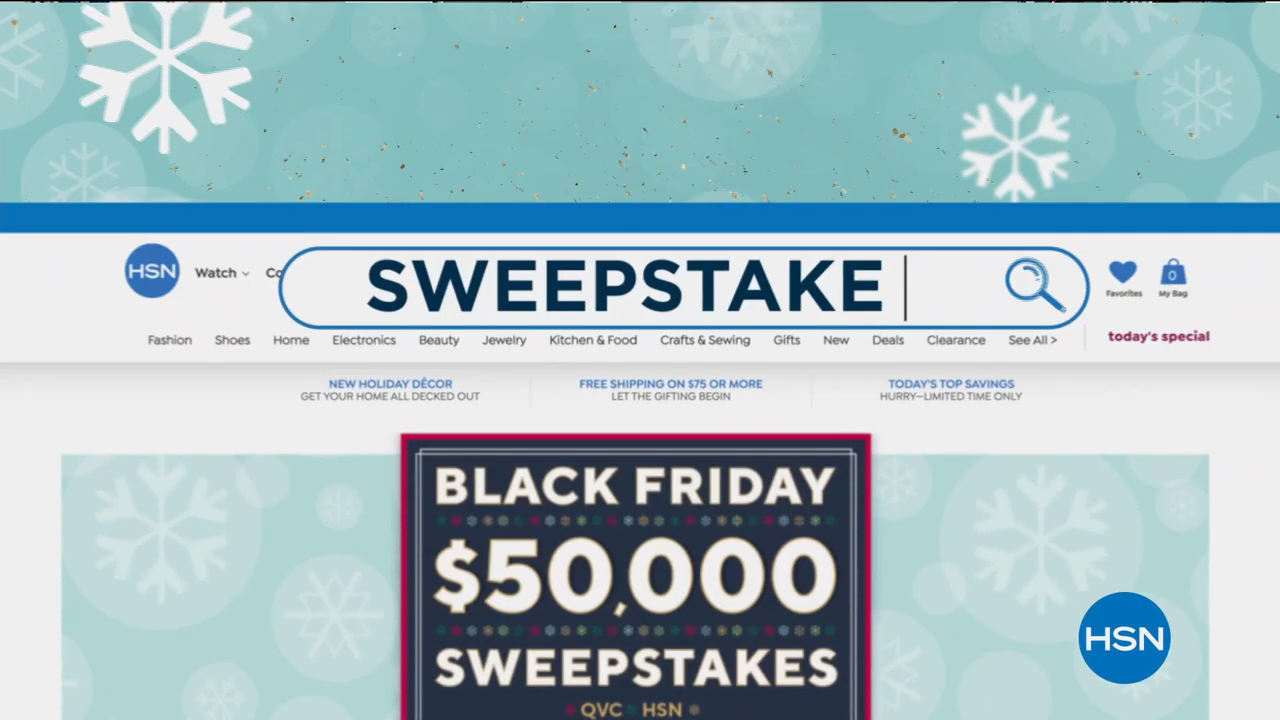 HSN Watch Co SWEEPSTAKE Favorites 0 My Bag
Fashion Shoes Home Electronics Beauty Jewelry Kitchen & Food Crafts & Sewing Gifts New Deals Clearance See All > today's special
NEW HOLIDAY DÉCOR FREE SHIPPING ON $75 OR MORE TODAY'S TOP SAVINGS
GET YOUR HOME ALL DECKED OUT LET THE GIFTING BEGIN HURRY—LIMITED TIME ONLY
BLACK FRIDAY
$50,000
SWEEPSTAKES
QVC HSN
HSN